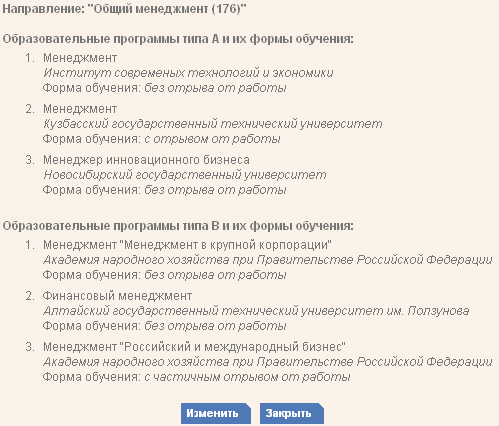 Направление: "Общий менеджмент (176)"
Образовательные программы типа А и их формы обучения:
1. Менеджмент
Институт современых технологий и экономики
Форма обучения: без отрыва от работы
2. Менеджмент
Кузбасский государственный технический университет
Форма обучения: с отрывом от работы
3. Менеджер инновационного бизнеса
Новосибирский государственный университет
Форма обучения: без отрыва от работы
Образовательные программы типа В и их формы обучения:
1. Менеджмент "Менеджмент в крупной корпорации"
Академия народного хозяйства при Правительстве Российской Федерации
Форма обучения: без отрыва от работы
2. Финансовый менеджмент
Алтайский государственный технический университет им. Ползунова
Форма обучения: без отрыва от работы
3. Менеджмент "Российский и международный бизнес"
Академия народного хозяйства при Правительстве Российской Федерации
Форма обучения: с частичным отрывом от работы
Изменить Закрыть